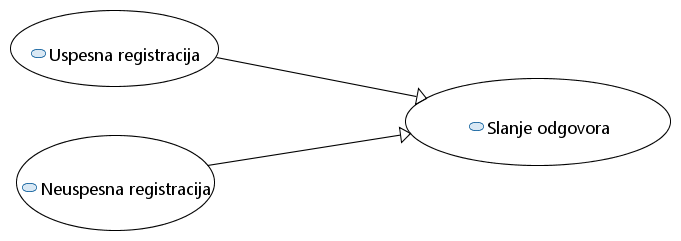 Uspesna registracija
Slanje odgovora
Neuspesna registracija